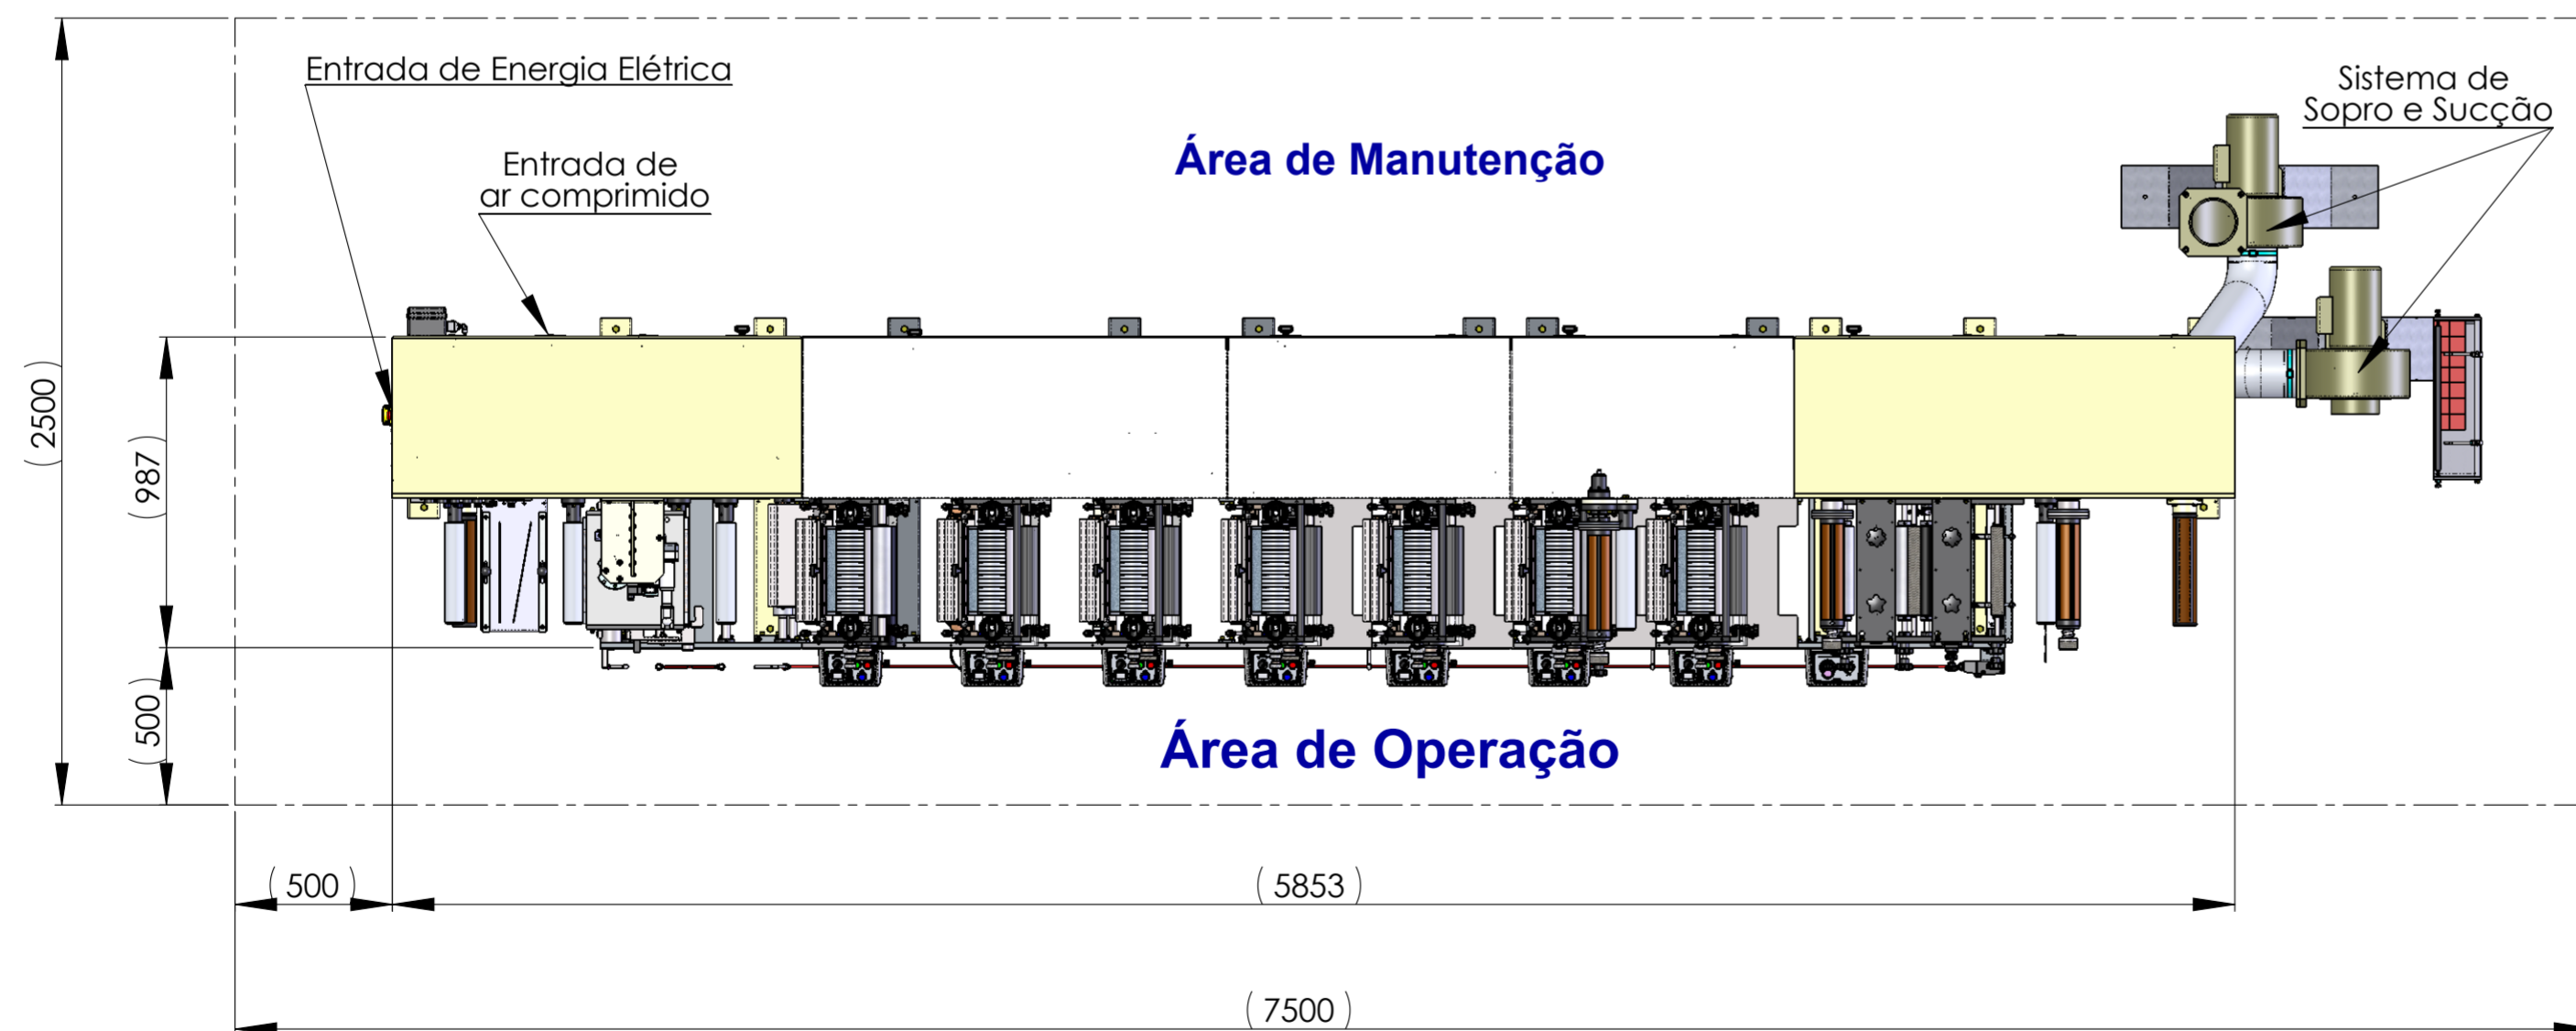 Entrada de Energia Elétrica
Sistema de
Sopro e Sucção
Entrada de
ar comprimido
Área de Manutenção
(2500)
(987)
(500)
Área de Operação
(500)
(5853)
(7500)